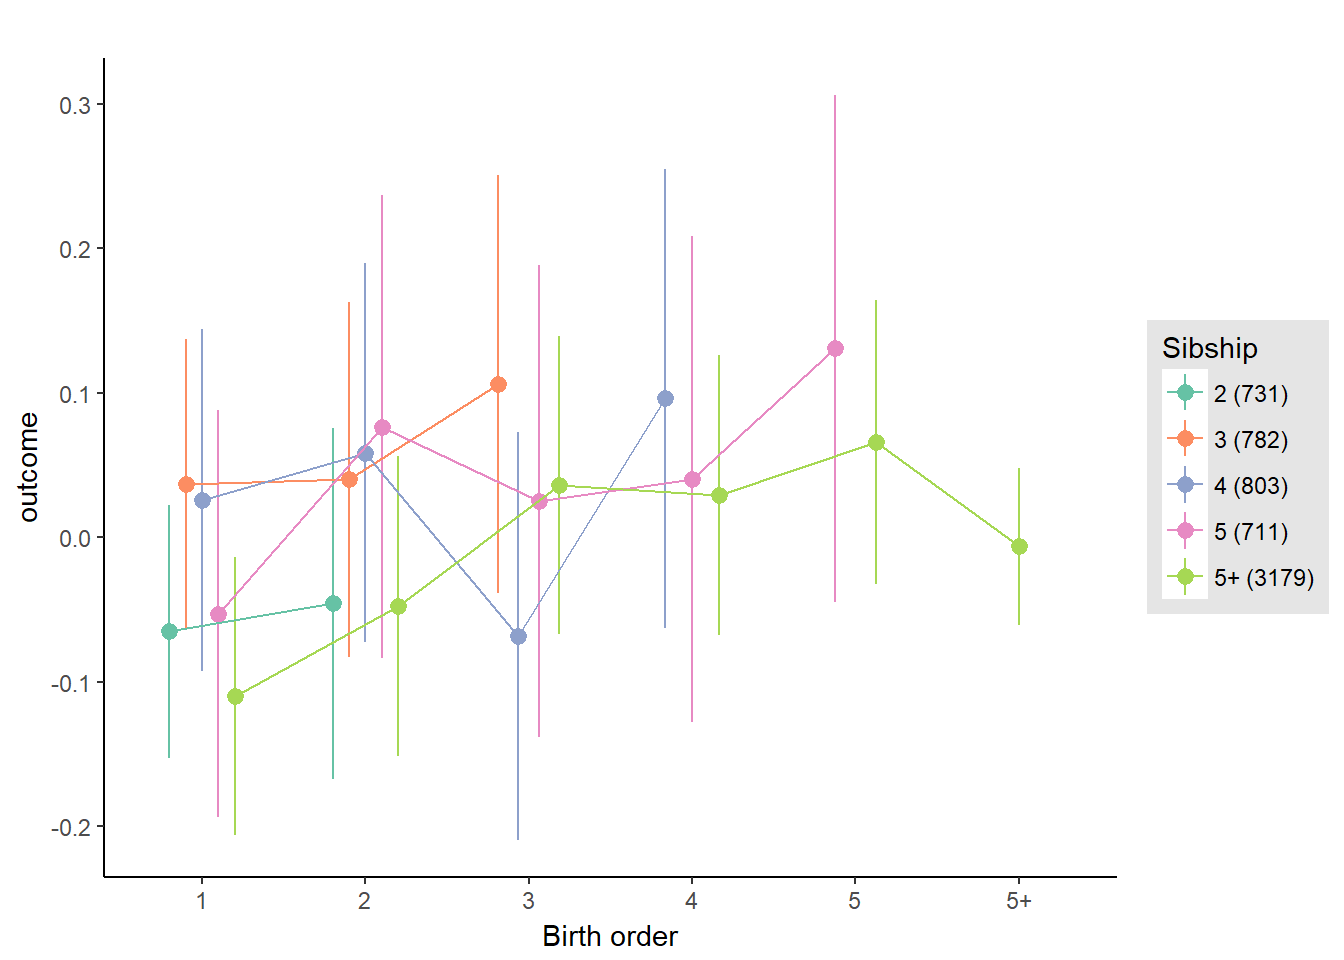 0.3
0.2
0.1
0.0
-0.1
-0.2
outcome
1 2 3 4 5 5+
Birth order
Sibship
2 (731)
3 (782)
4 (803)
5 (711)
5+ (3179)